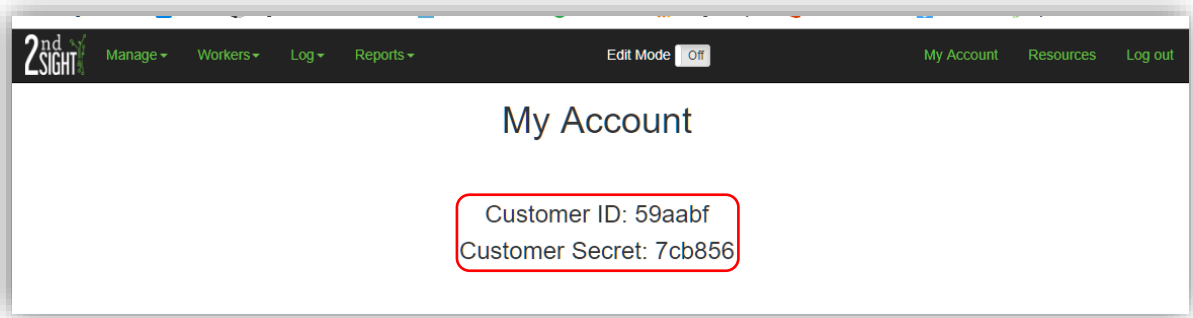 2nd SIGHT
Manage Workers Log Reports Edit Mode Off My Account Resources Log out
My Account
Customer ID: 59aabf
Customer Secret: 7cb856